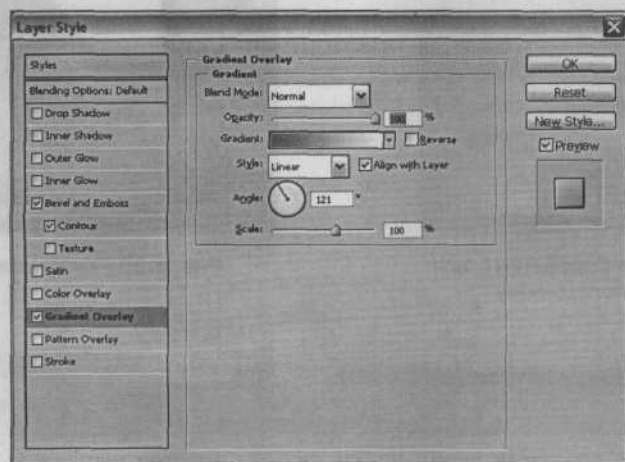 Layer Style
Styles
Blending Options: Default
Drop Shadow
Inner Shadow
Outer Glow
Inner Glow
Bevel and Emboss
Contour
Texture
Satin
Color Overlay
Gradient Overlay
Pattern Overlay
Stroke
Gradient Overlay
Gradient
Blend Mode: Normal
Opacity: 100 %
Gradient: Reverse
Style: Linear Align with Layer
Angle: 121 °
Scale: 100 %
OK
Reset
New Style...
Preview